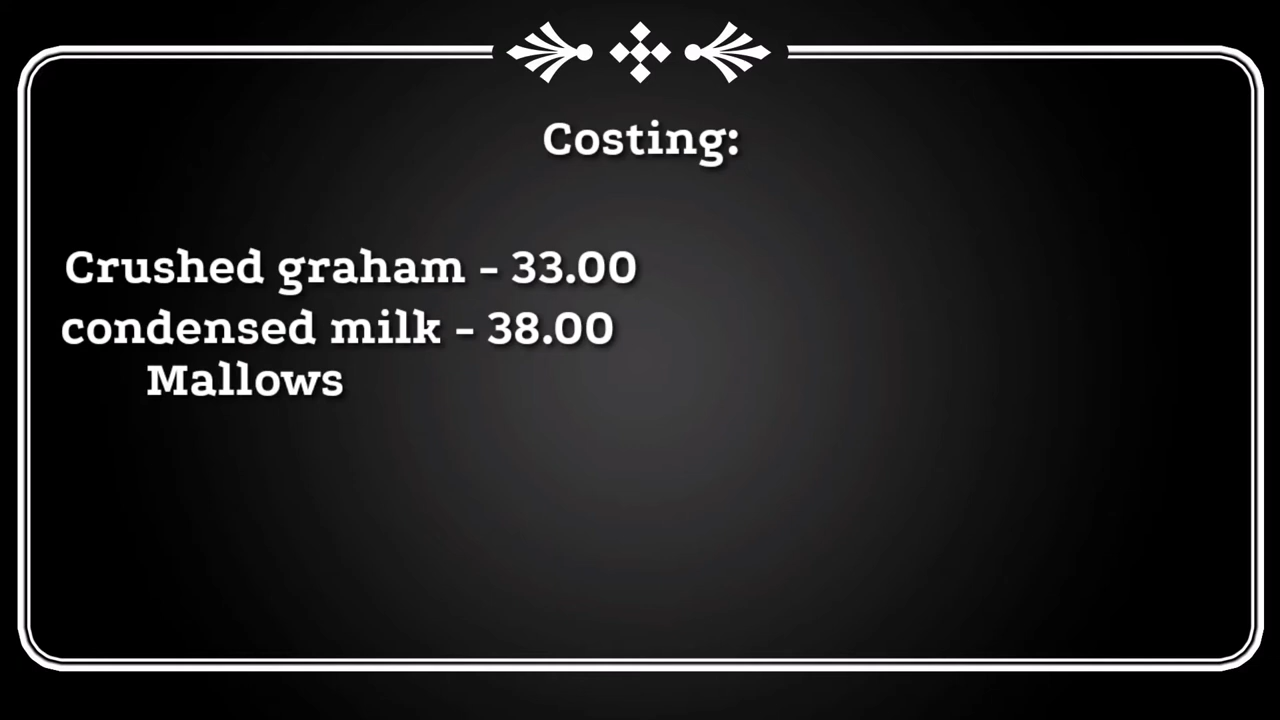 Costing:
Crushed graham - 33.00
condensed milk - 38.00
Mallows